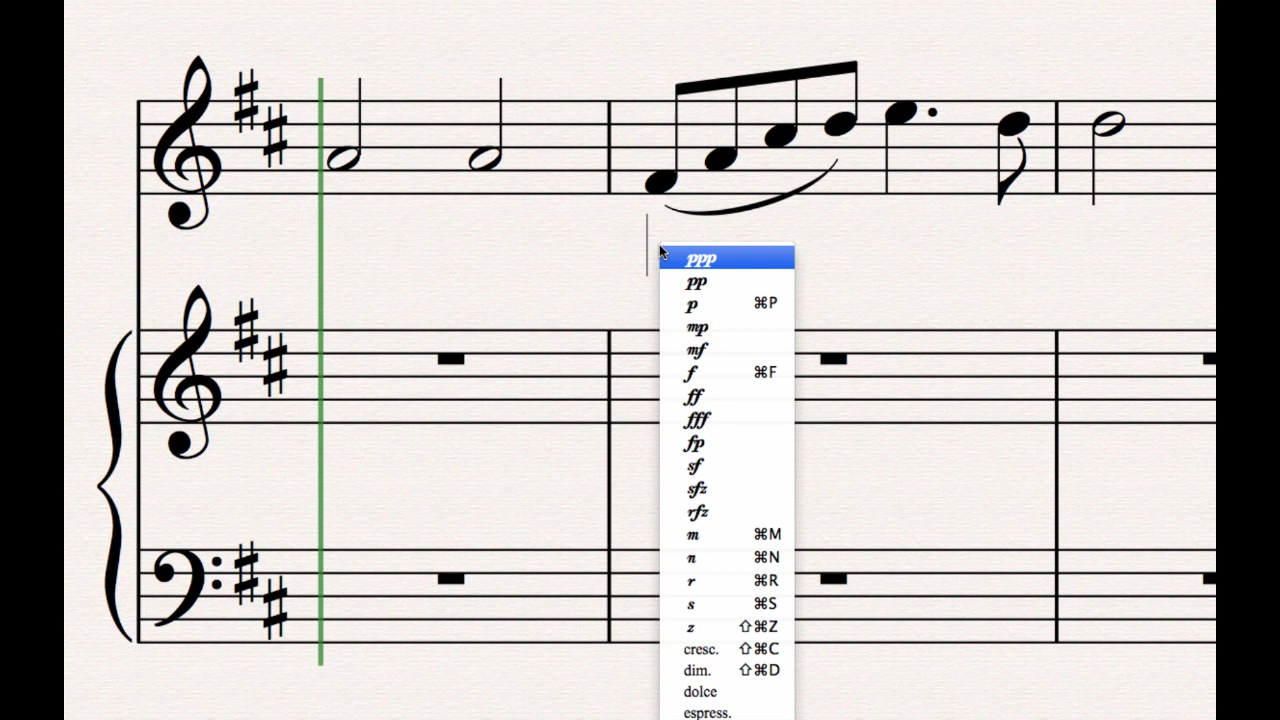 ppp
pp
p ⌘P
mp
mf
f ⌘F
ff
fff
fp
sf
sfz
rfz
m ⌘M
n ⌘N
r ⌘R
s ⌘S
z ⇧⌘Z
cresc. ⇧⌘C
dim. ⇧⌘D
dolce
espress.